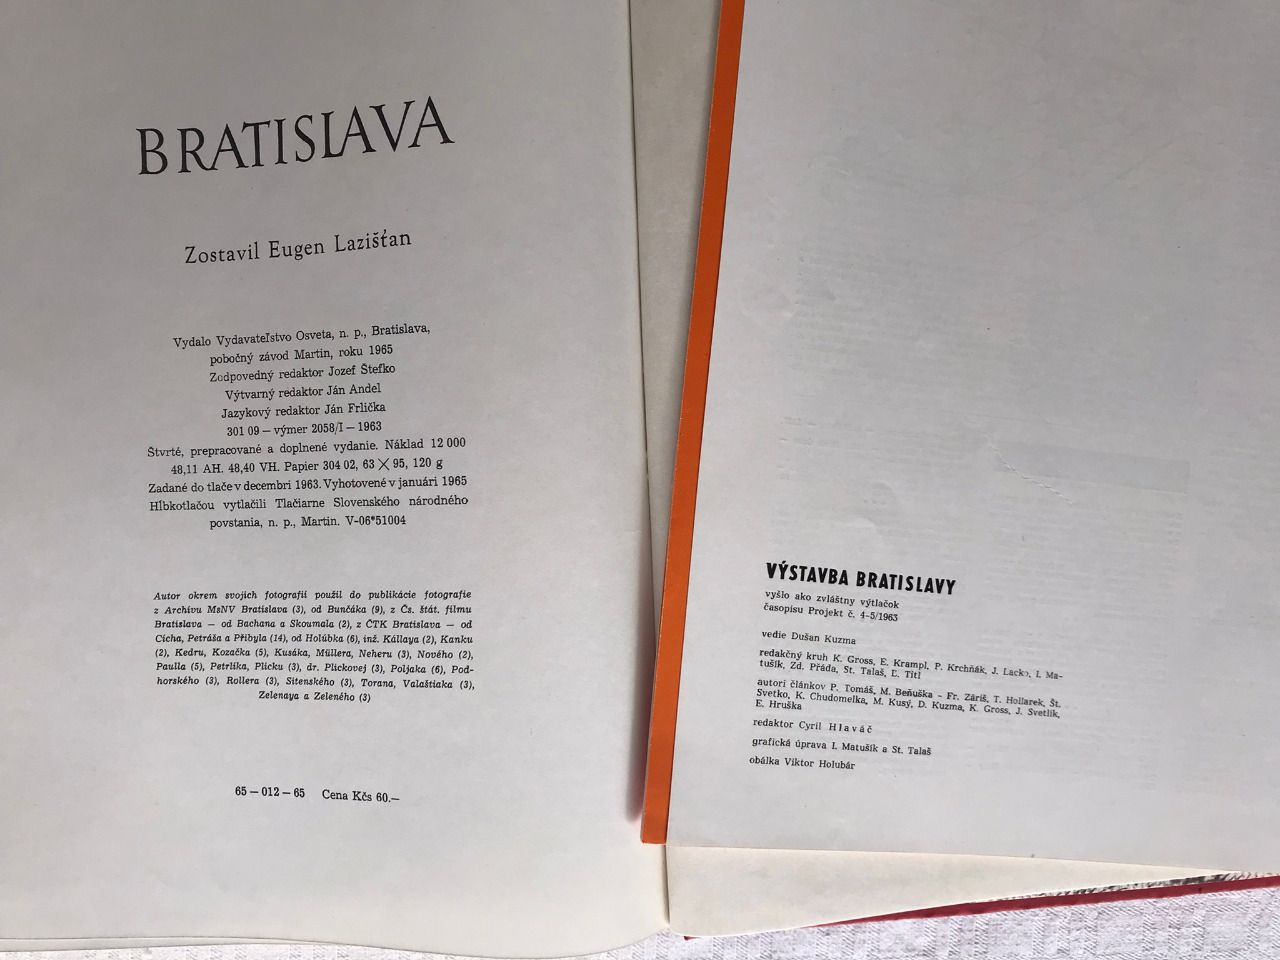 BRATISLAVA
Zostavil Eugen Lazišťan
Vydalo Vydavateľstvo Osveta, n. p., Bratislava,
pobočný závod Martin, roku 1965
Zodpovedný redaktor Jozef Štefko
Výtvarný redaktor Ján Andel
Jazykový redaktor Ján Frlička
301 09 — výmer 2058/I — 1963
Štvrté, prepracované a doplnené vydanie. Náklad 12 000
48,11 AH. 48,40 VH. Papier 304 02, 63 X 95, 120 g
Zadané do tlače v decembri 1963. Vyhotovené v januári 1965
Hĺbkotlačou vytlačili Tlačiarne Slovenského národného
povstania, n. p., Martin. V-06*51004
Autor okrem svojich fotografií použil do publikácie fotografie
z Archívu MsNV Bratislava (3), od Bunčáka (9), z Čs. štát. filmu
Bratislava — od Bachana a Skoumala (2), z ČTK Bratislava — od
Cicha, Petráša a Přibyla (14), od Holúbka (6), inž. Kállaya (2), Kanku
(2), Kedru, Kozačka (5), Kusáka, Müllera, Neheru (3), Nového (2),
Paulla (5), Petrlíka, Plicku (3), dr. Plickovej (3), Poljaka (6), Pod-
horského (3), Rollera (3), Sitenského (3), Torana, Valaštiaka (3),
Zelenaya a Zeleného (3)
65 — 012 — 65 Cena Kčs 60.—
VÝSTAVBA BRATISLAVY
vyšlo ako zvláštny výtlačok
časopisu Projekt č. 4-5/1963
vedie Dušan Kuzma
redakčný kruh K. Gross, E. Krampl, P. Krchňák, J. Lacko, I. Ma-
tušík, Zd. Přáda, St. Talaš, Ľ. Titl
autori článkov P. Tomáš, M. Beňuška - Fr. Záriš, T. Hollarek, Št.
Svetko, K. Chudomelka, M. Kusý, D. Kuzma, K. Gross, J. Svetlík,
E. Hruška
redaktor Cyril Hlaváč
grafická úprava I. Matušík a St. Talaš
obálka Viktor Holubár